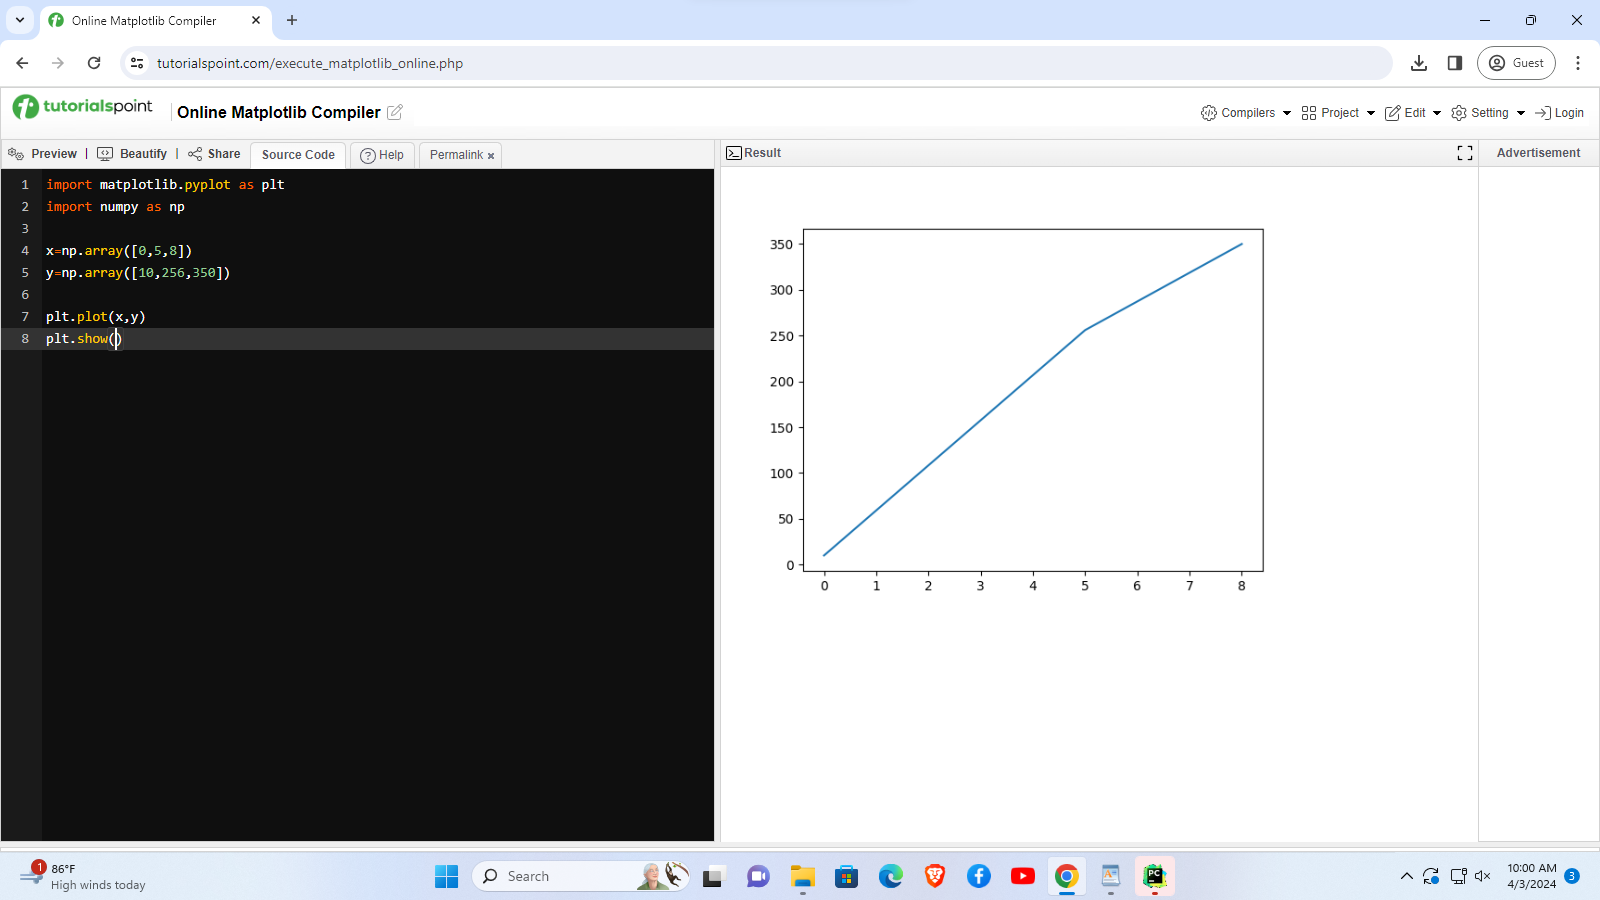 Online Matplotlib Compiler
tutorialspoint.com/execute_matplotlib_online.php
Guest
tutorialspoint
Online Matplotlib Compiler
Compilers
Project
Edit
Setting
Login
Preview
Beautify
Share
Source Code
Help
Permalink
Result
Advertisement
1 import matplotlib.pyplot as plt
2 import numpy as np
3
4 x=np.array([0,5,8])
5 y=np.array([10,256,350])
6
7 plt.plot(x,y)
8 plt.show()
350
300
250
200
150
100
50
0
0 1 2 3 4 5 6 7 8
1
86°F
High winds today
Search
PC
10:00 AM
4/3/2024
3